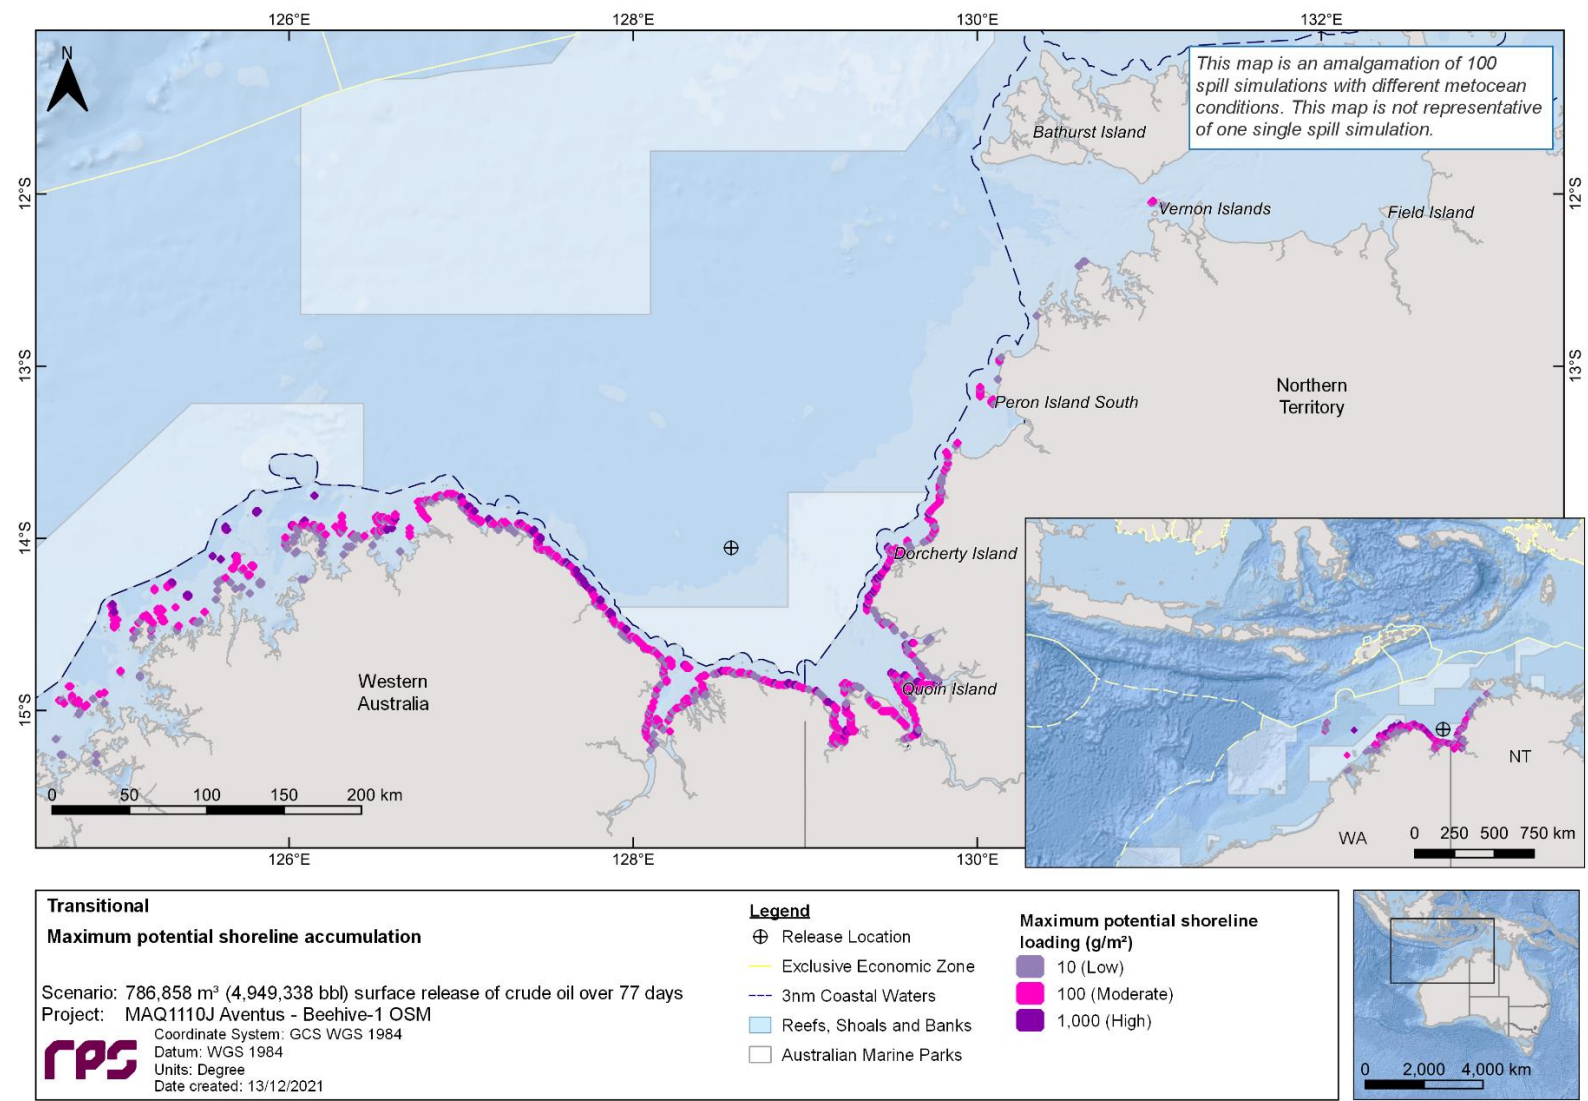 126°E
128°E
130°E
132°E
N
This map is an amalgamation of 100
spill simulations with different metocean
conditions. This map is not representative
of one single spill simulation.
Bathurst Island
12°S
12°S
Vernon Islands
Field Island
13°S
13°S
Northern
Territory
Peron Island South
14°S
Dorcherty Island
Western
Australia
Quoin Island
15°S
0 50 100 150 200 km
NT
WA
0 250 500 750 km
126°E
128°E
130°E
Transitional
Maximum potential shoreline accumulation
Scenario: 786,858 m³ (4,949,338 bbl) surface release of crude oil over 77 days
Project: MAQ1110J Aventus - Beehive-1 OSM
rps
Coordinate System: GCS WGS 1984
Datum: WGS 1984
Units: Degree
Date created: 13/12/2021
Legend
Release Location
Exclusive Economic Zone
3nm Coastal Waters
Reefs, Shoals and Banks
Australian Marine Parks
Maximum potential shoreline
loading (g/m²)
10 (Low)
100 (Moderate)
1,000 (High)
0 2,000 4,000 km